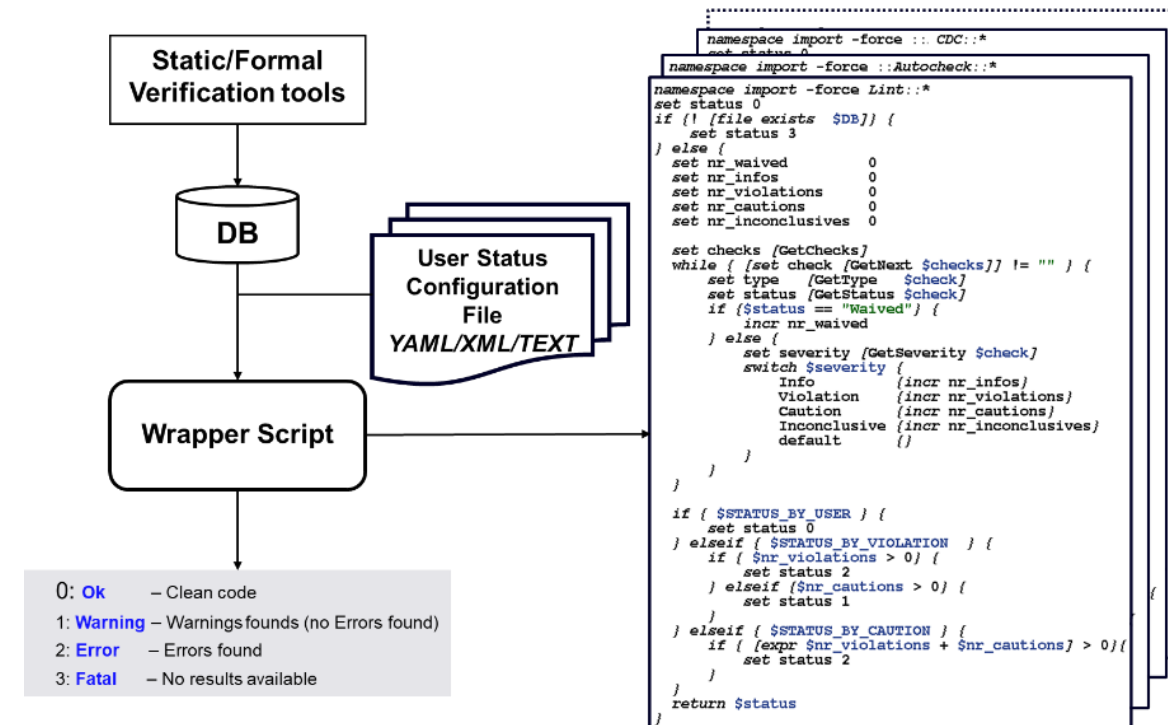 Static/Formal
Verification tools
DB
User Status
Configuration
File
YAML/XML/TEXT
Wrapper Script
0: Ok – Clean code
1: Warning – Warnings founds (no Errors found)
2: Error – Errors found
3: Fatal – No results available
namespace import -force :: CDC::*
set status 0
namespace import -force ::Autocheck::*
namespace import -force Lint::*
set status 0
if {! [file exists $DB]} {
set status 3
} else {
set nr_waived 0
set nr_infos 0
set nr_violations 0
set nr_cautions 0
set nr_inconclusives 0
set checks [GetChecks]
while { [set check [GetNext $checks]] != "" } {
set type [GetType $check]
set status [GetStatus $check]
if {$status == "Waived"} {
incr nr_waived
} else {
set severity [GetSeverity $check]
switch $severity {
Info {incr nr_infos}
Violation {incr nr_violations}
Caution {incr nr_cautions}
Inconclusive {incr nr_inconclusives}
default {}
}
}
}
if { $STATUS_BY_USER } {
set status 0
} elseif { $STATUS_BY_VIOLATION } {
if { $nr_violations > 0} {
set status 2
} elseif {$nr_cautions > 0} {
set status 1
}
} elseif { $STATUS_BY_CAUTION } {
if { [expr $nr_violations + $nr_cautions] > 0}{
set status 2
}
}
return $status
}
{